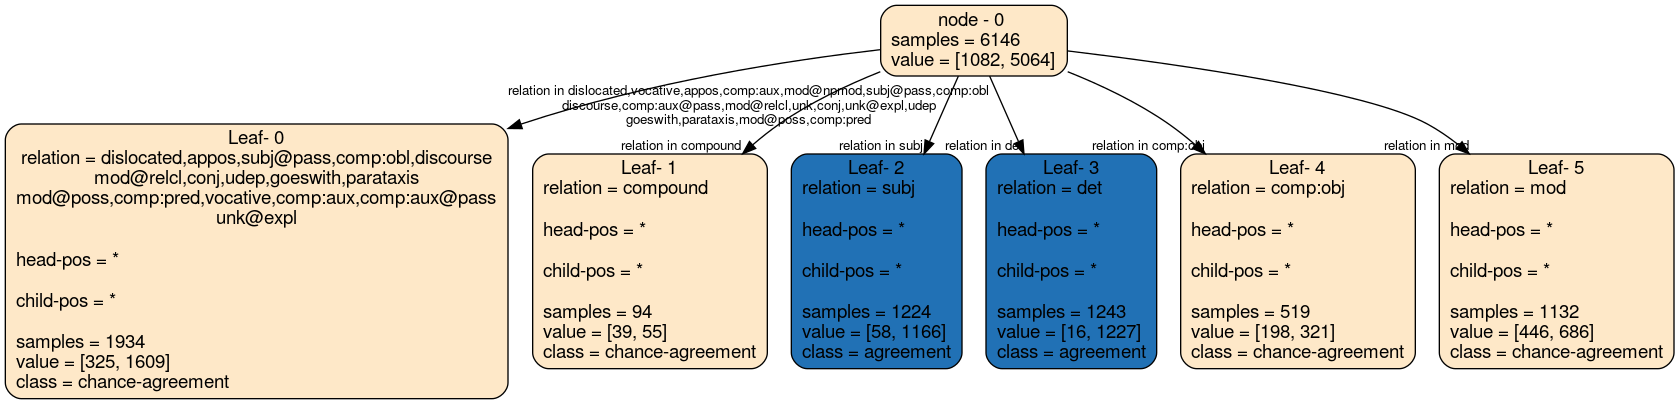 node - 0
samples = 6146
value = [1082, 5064]
relation in dislocated,vocative,appos,comp:aux,mod@npmod,subj@pass,comp:obl
discourse,comp:aux@pass,mod@relcl,unk,conj,unk@expl,udep
goeswith,parataxis,mod@poss,comp:pred
relation in compound
relation in subj
relation in det
relation in comp:obj
relation in mod
Leaf- 0
relation = dislocated,appos,subj@pass,comp:obl,discourse
mod@relcl,conj,udep,goeswith,parataxis
mod@poss,comp:pred,vocative,comp:aux,comp:aux@pass
unk@expl
head-pos = *
child-pos = *
samples = 1934
value = [325, 1609]
class = chance-agreement
Leaf- 1
relation = compound
head-pos = *
child-pos = *
samples = 94
value = [39, 55]
class = chance-agreement
Leaf- 2
relation = subj
head-pos = *
child-pos = *
samples = 1224
value = [58, 1166]
class = agreement
Leaf- 3
relation = det
head-pos = *
child-pos = *
samples = 1243
value = [16, 1227]
class = agreement
Leaf- 4
relation = comp:obj
head-pos = *
child-pos = *
samples = 519
value = [198, 321]
class = chance-agreement
Leaf- 5
relation = mod
head-pos = *
child-pos = *
samples = 1132
value = [446, 686]
class = chance-agreement